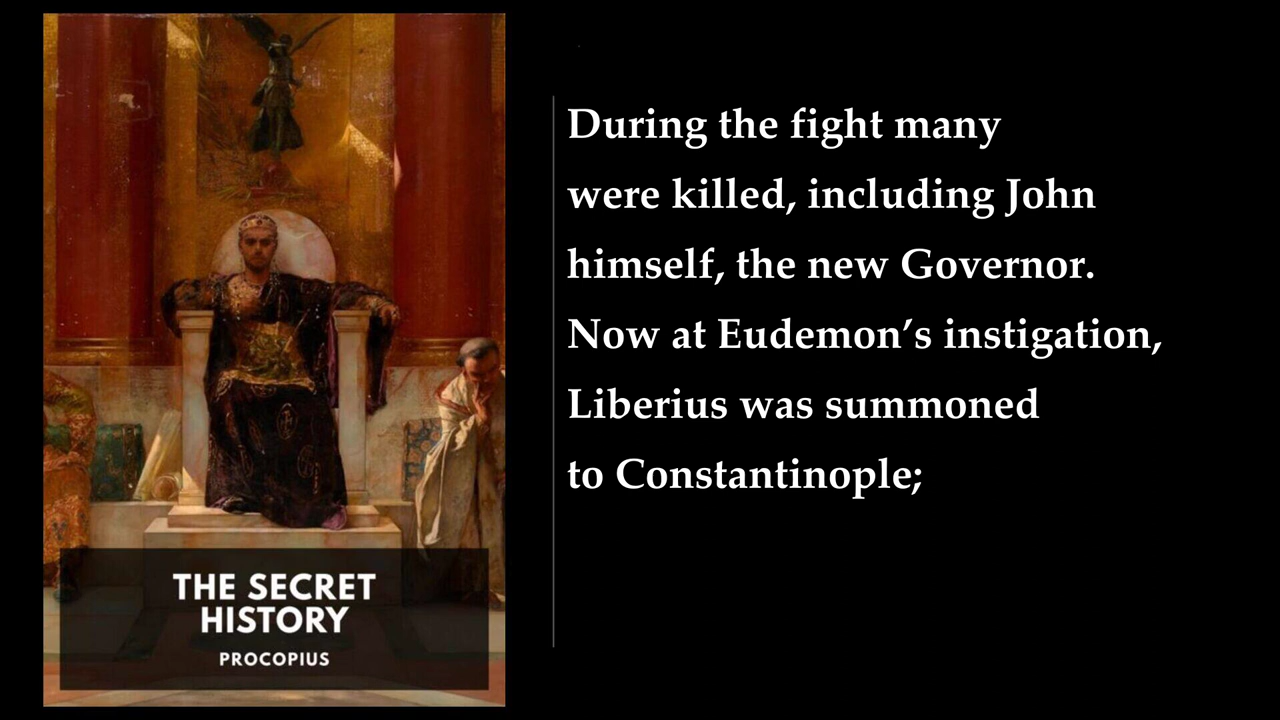 THE SECRET
HISTORY
PROCOPIUS
During the fight many
were killed, including John
himself, the new Governor.
Now at Eudemon’s instigation,
Liberius was summoned
to Constantinople;